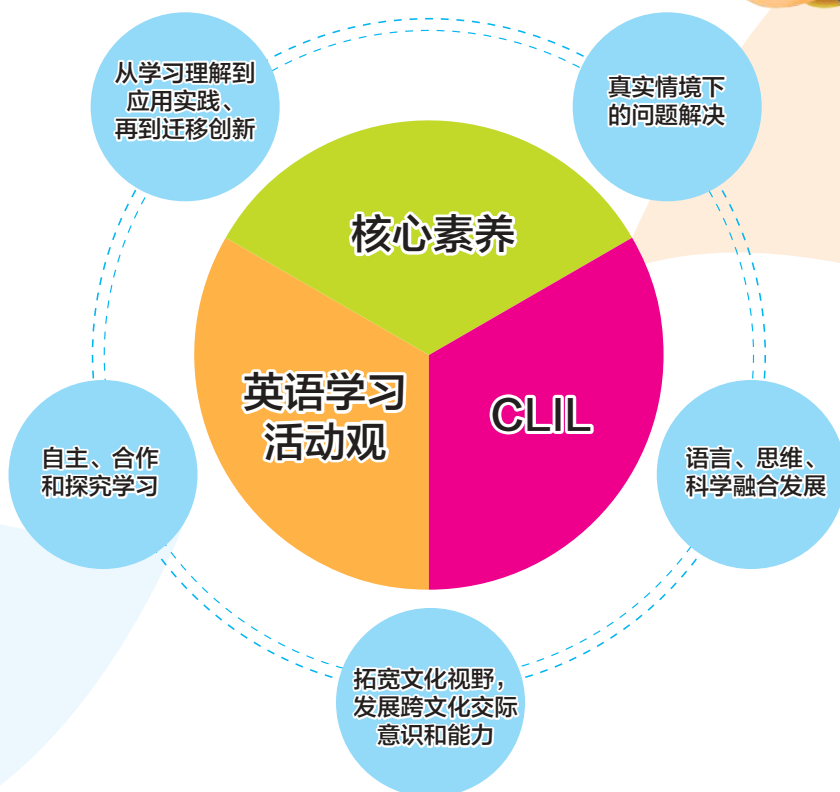 从学习理解到
应用实践、
再到迁移创新
真实情境下
的问题解决
核心素养
英语学习
活动观
CLIL
自主、合作
和探究学习
语言、思维、
科学融合发展
拓宽文化视野，
发展跨文化交际
意识和能力